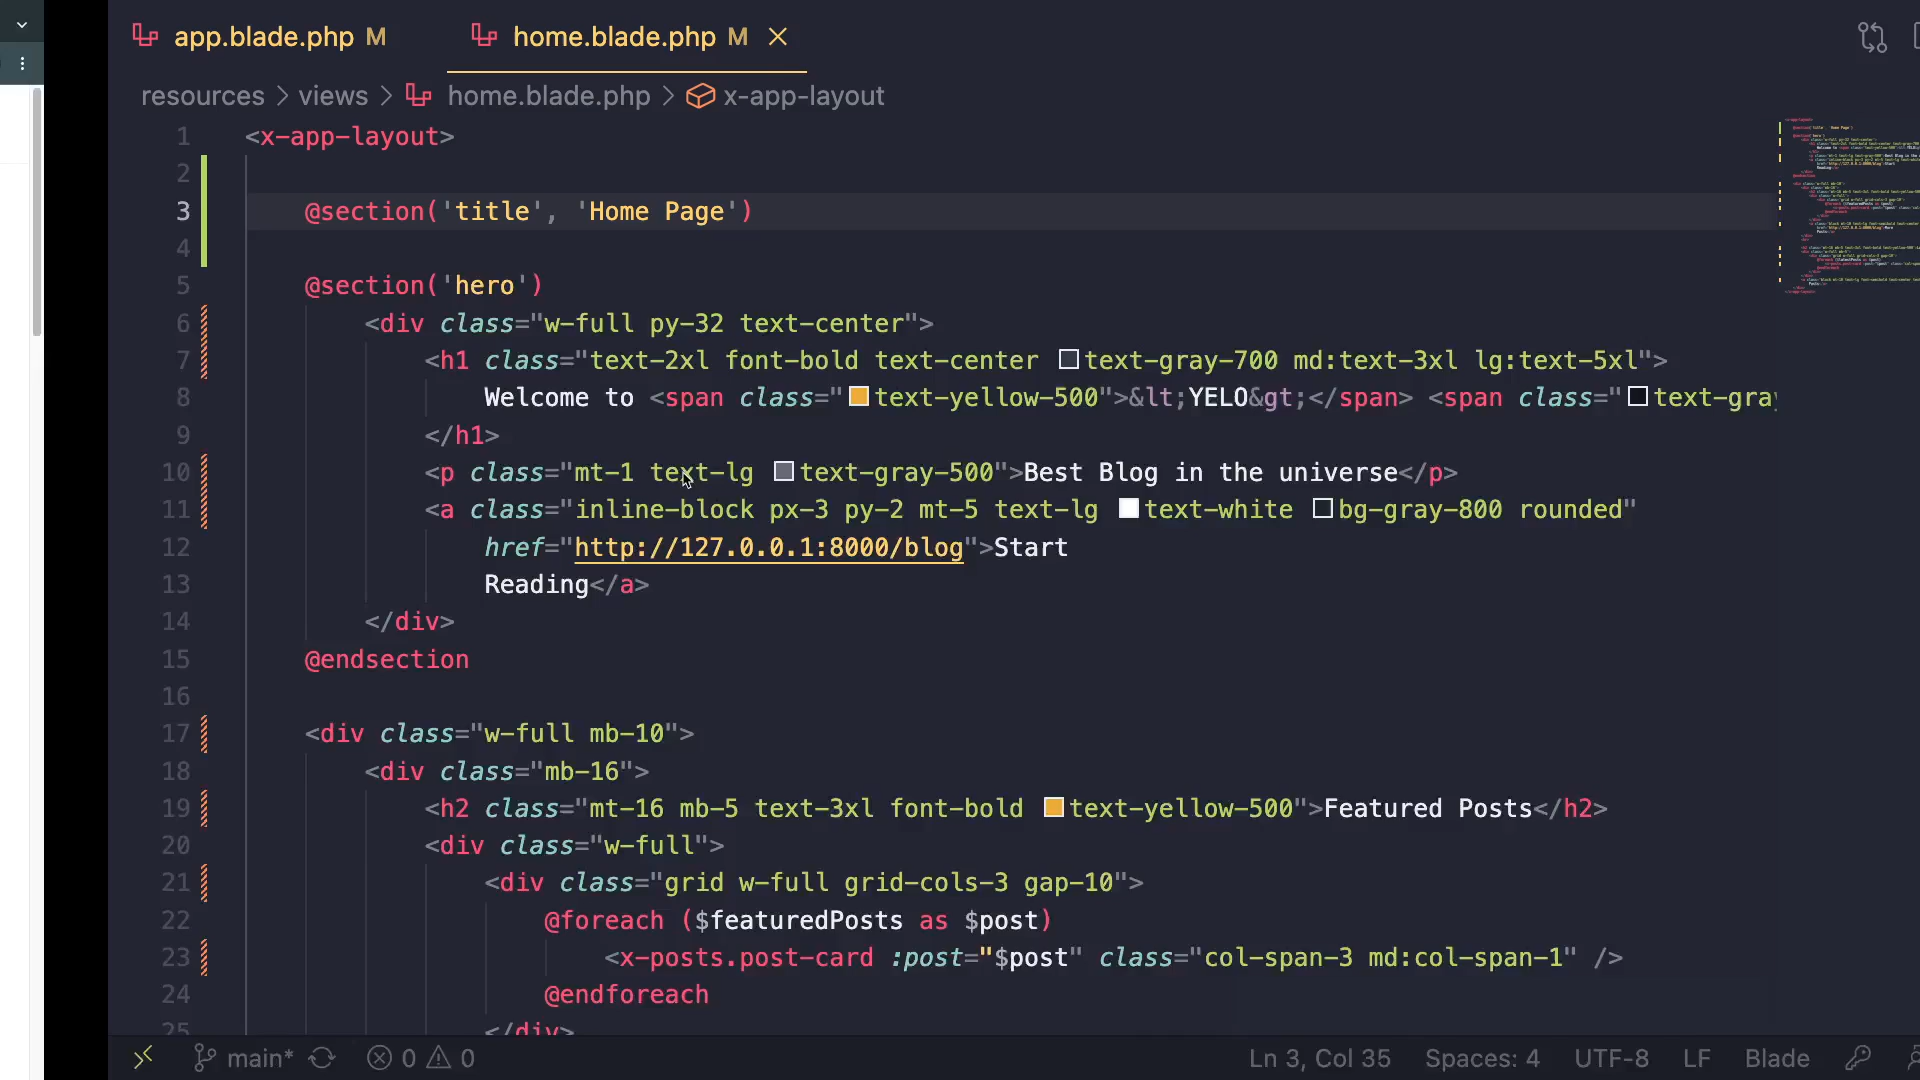 app.blade.php M
home.blade.php M
resources > views > home.blade.php > x-app-layout
1 <x-app-layout>
2
3 @section('title', 'Home Page')
4
5 @section('hero')
6 <div class="w-full py-32 text-center">
7 <h1 class="text-2xl font-bold text-center text-gray-700 md:text-3xl lg:text-5xl">
8 Welcome to <span class="text-yellow-500">&lt;YELO&gt;</span> <span class="text-gray
9 </h1>
10 <p class="mt-1 text-lg text-gray-500">Best Blog in the universe</p>
11 <a class="inline-block px-3 py-2 mt-5 text-lg text-white bg-gray-800 rounded"
12 href="http://127.0.0.1:8000/blog">Start
13 Reading</a>
14 </div>
15 @endsection
16
17 <div class="w-full mb-10">
18 <div class="mb-16">
19 <h2 class="mt-16 mb-5 text-3xl font-bold text-yellow-500">Featured Posts</h2>
20 <div class="w-full">
21 <div class="grid w-full grid-cols-3 gap-10">
22 @foreach ($featuredPosts as $post)
23 <x-posts.post-card :post="$post" class="col-span-3 md:col-span-1" />
24 @endforeach
25 </div>
main* 0 0 Ln 3, Col 35 Spaces: 4 UTF-8 LF Blade